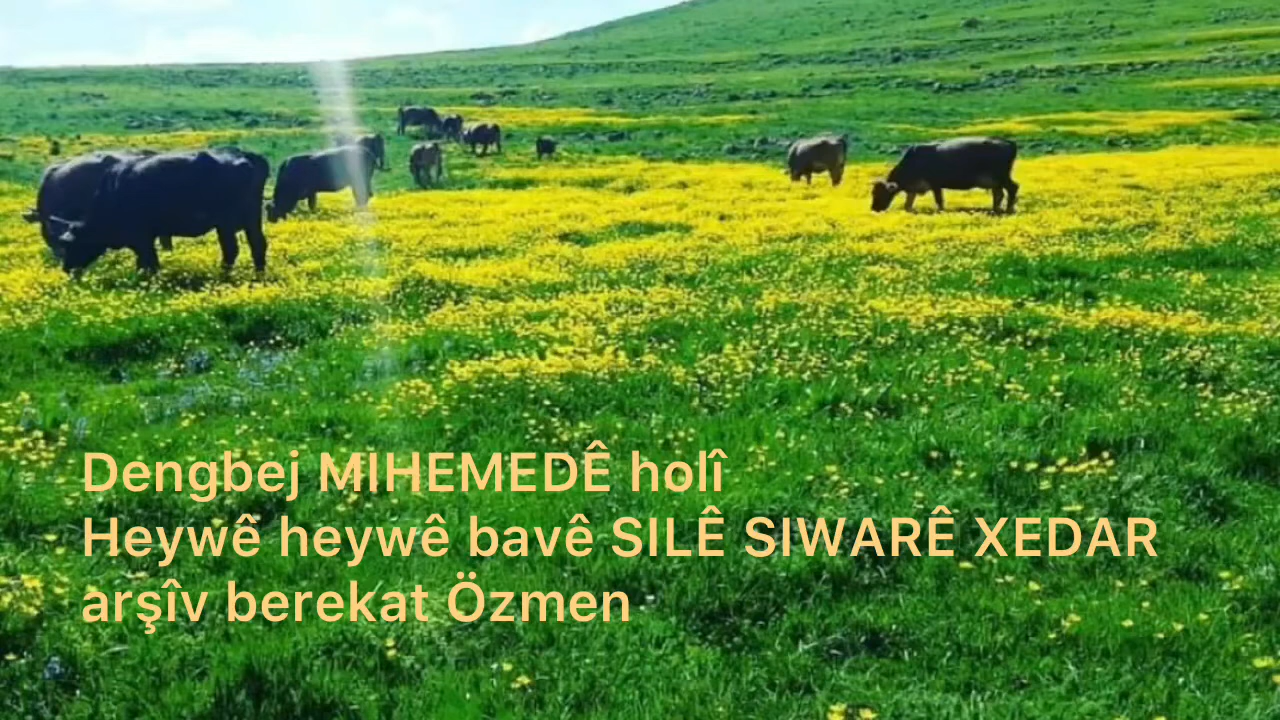 Dengbej MIHEMEDÊ holî
Heywê heywê bavê SILÊ SIWARÊ XEDAR
arşîv berekat Özmen